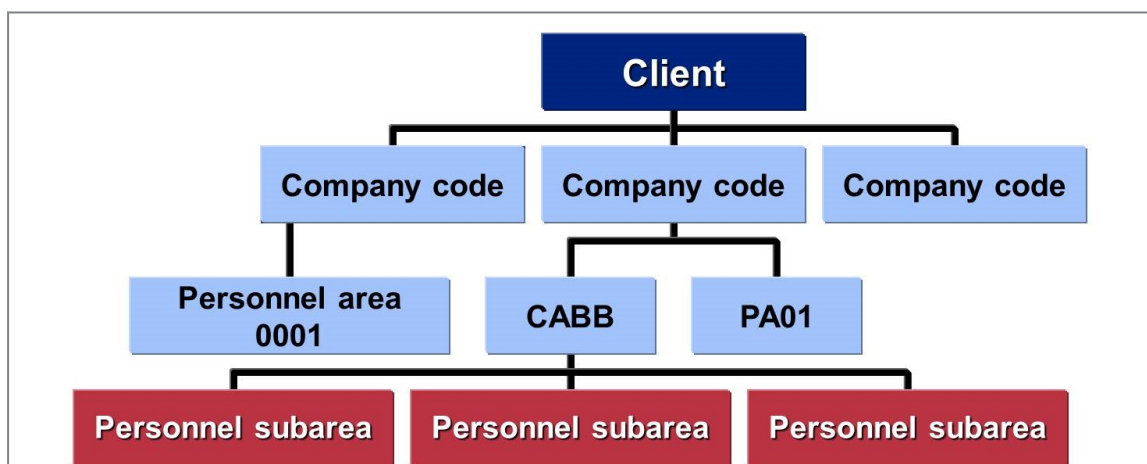 Client
Company code
Company code
Company code
Personnel area
0001
CABB
PA01
Personnel subarea
Personnel subarea
Personnel subarea